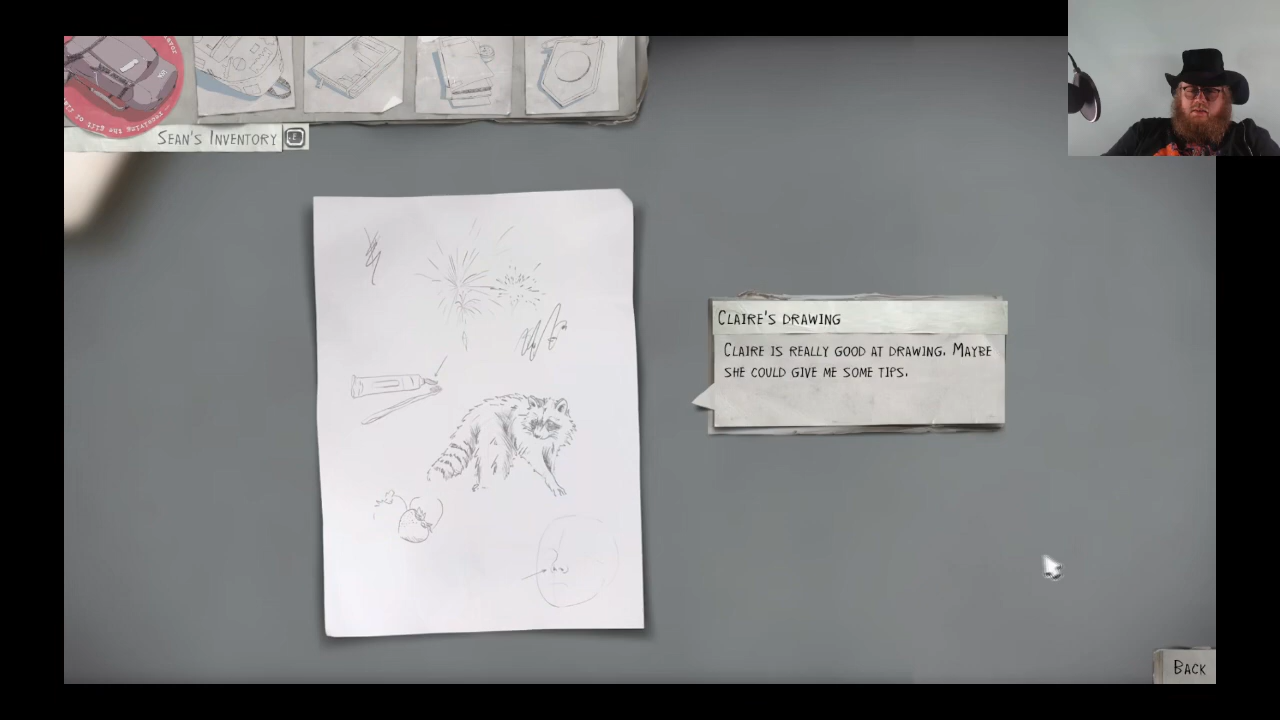 SEAN'S INVENTORY
CLAIRE'S DRAWING
CLAIRE IS REALLY GOOD AT DRAWING. MAYBE
SHE COULD GIVE ME SOME TIPS.
BACK